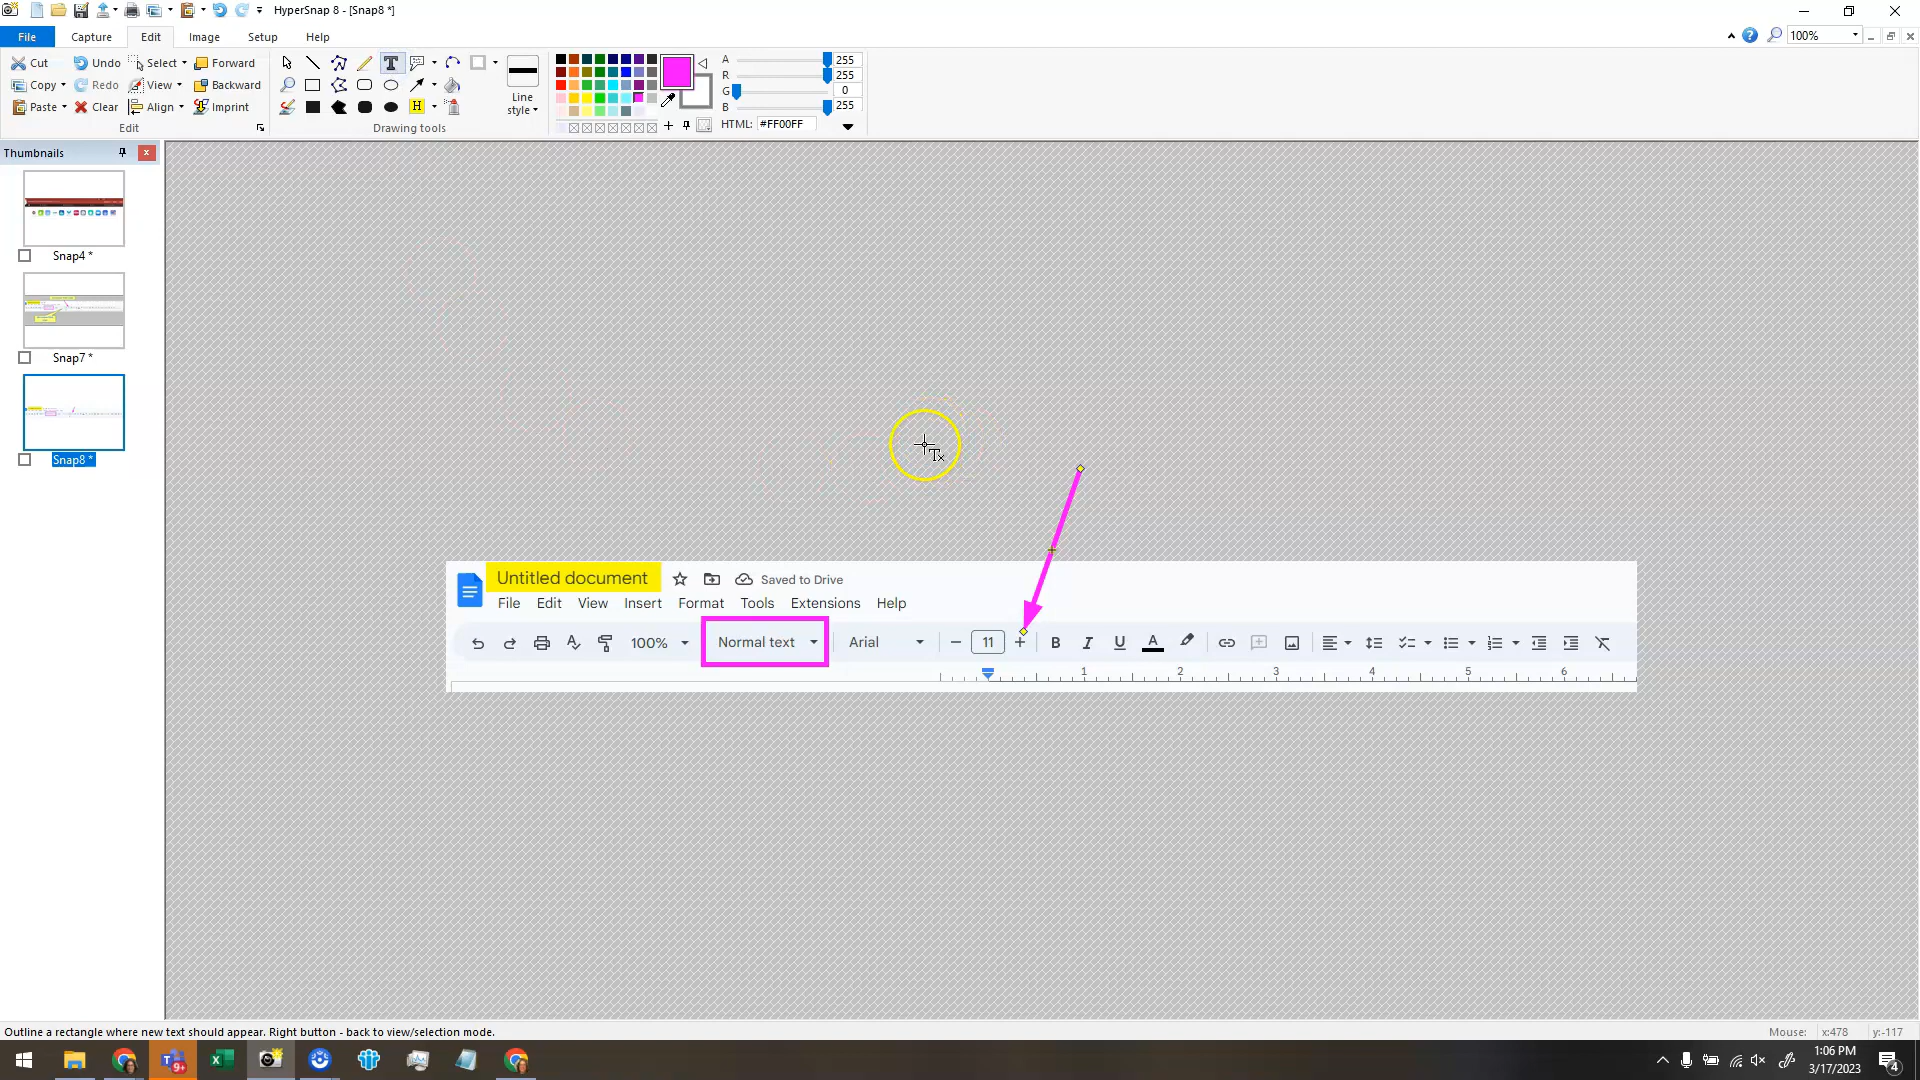 HyperSnap 8 - [Snap8 *]
File Capture Edit Image Setup Help
100%
Cut Undo Select Forward
Copy Redo View Backward
Paste Clear Align Imprint
Edit
T
H
Drawing tools
Line
style
A 255
R 255
G 0
B 255
HTML: #FF00FF
Thumbnails
Snap4 *
Snap7 *
Snap8 *
Untitled document Saved to Drive
File Edit View Insert Format Tools Extensions Help
100% Normal text Arial 11 B I U A
1 2 3 4 5 6
Outline a rectangle where new text should appear. Right button - back to view/selection mode.
Mouse: x:478 y:-117
9+
1:06 PM
3/17/2023
4